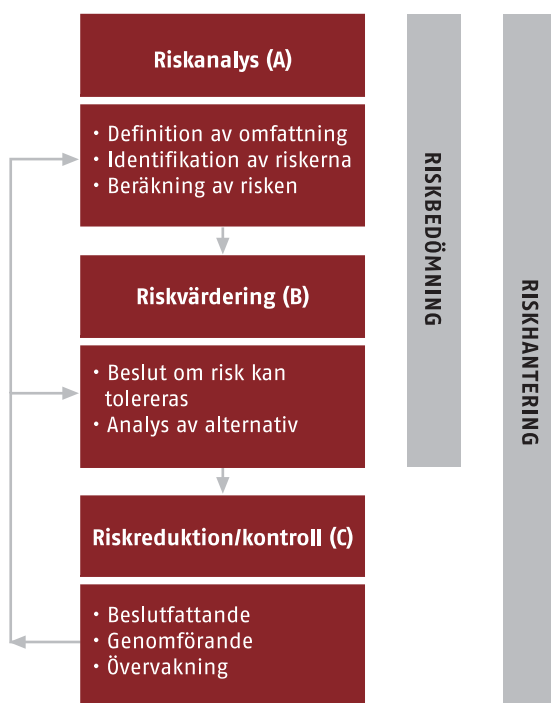 Riskanalys (A)
• Definition av omfattning
• Identifikation av riskerna
• Beräkning av risken
Riskvärdering (B)
• Beslut om risk kan
tolereras
• Analys av alternativ
Riskreduktion/kontroll (C)
• Beslutfattande
• Genomförande
• Övervakning
RISKBEDÖMNING
RISKHANTERING